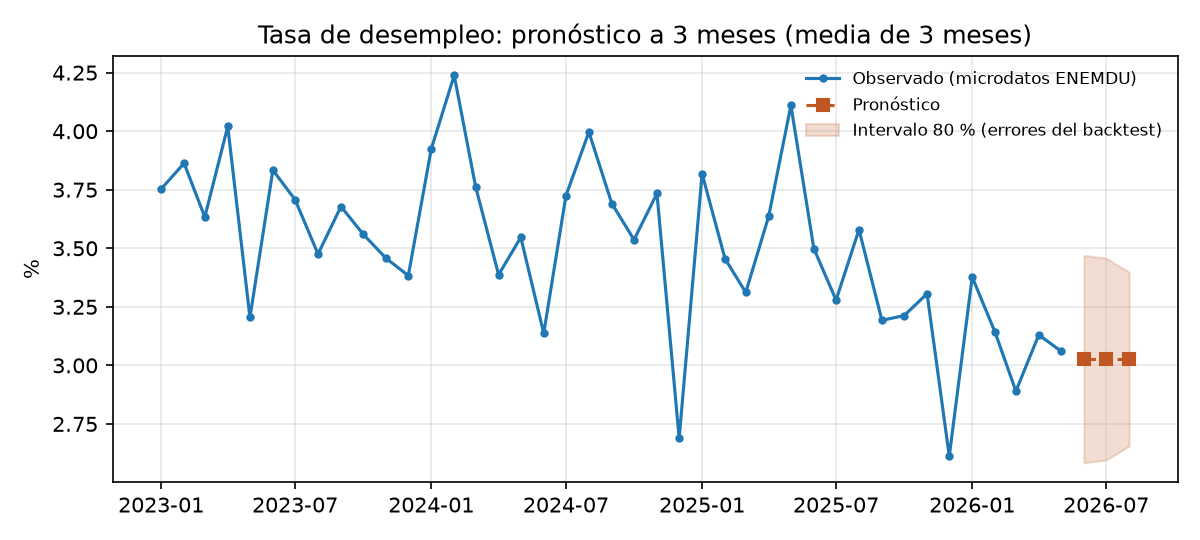 Tasa de desempleo: pronóstico a 3 meses (media de 3 meses)
Observado (microdatos ENEMDU)
Pronóstico
Intervalo 80 % (errores del backtest)
%
4.25
4.00
3.75
3.50
3.25
3.00
2.75
2023-01 2023-07 2024-01 2024-07 2025-01 2025-07 2026-01 2026-07